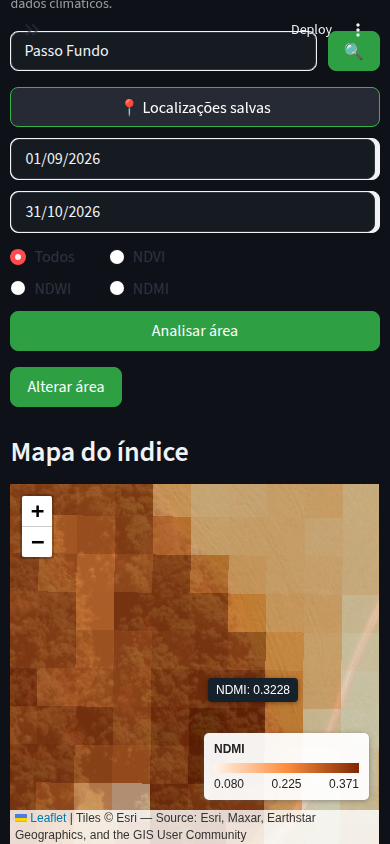 dados climáticos.
Deploy
Passo Fundo
📍 Localizações salvas
01/09/2026
31/10/2026
Todos NDVI
NDWI NDMI
Analisar área
Alterar área
Mapa do índice
+
−
NDMI: 0.3228
NDMI
0.080 0.225 0.371
Leaflet | Tiles © Esri — Source: Esri, Maxar, Earthstar
Geographics, and the GIS User Community